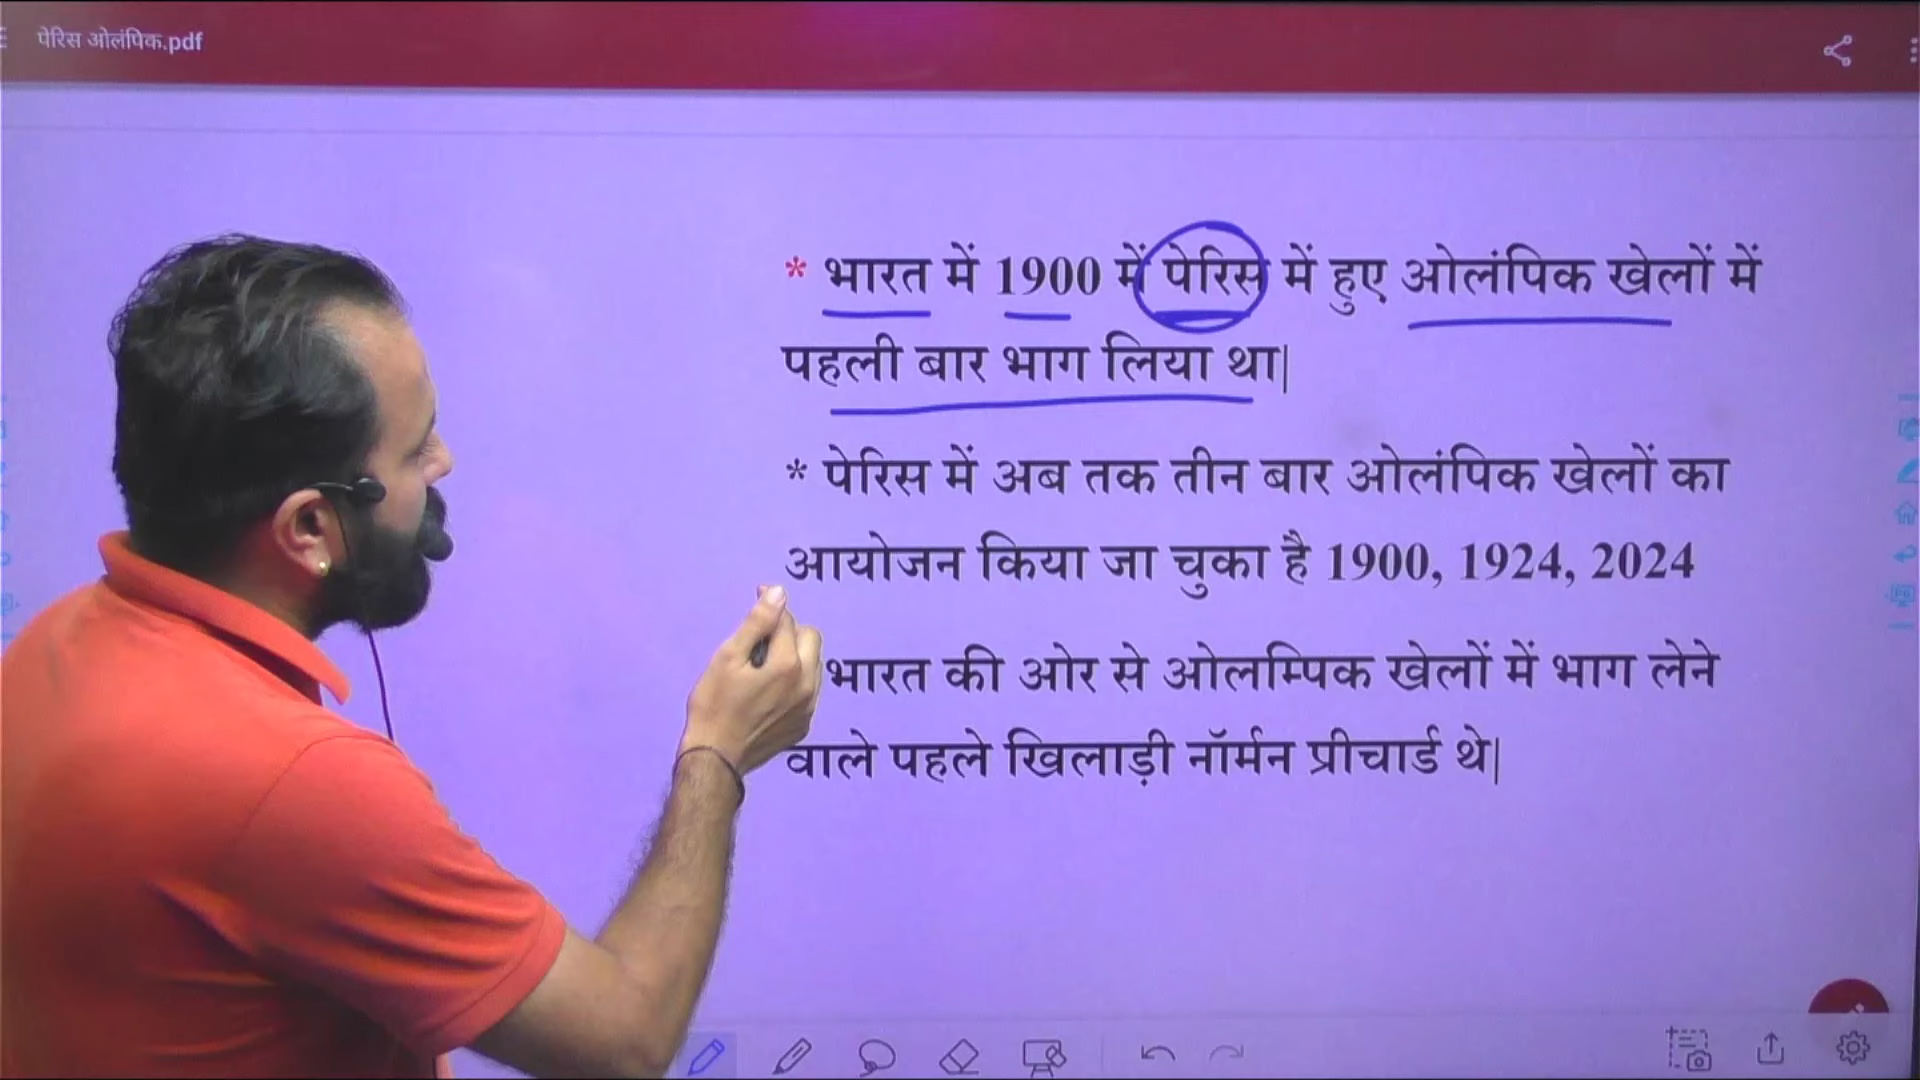 पेरिस ओलंपिक.pdf
* भारत में 1900 में पेरिस में हुए ओलंपिक खेलों में
पहली बार भाग लिया था|
* पेरिस में अब तक तीन बार ओलंपिक खेलों का
आयोजन किया जा चुका है 1900, 1924, 2024
भारत की ओर से ओलम्पिक खेलों में भाग लेने
वाले पहले खिलाड़ी नॉर्मन प्रीचार्ड थे|